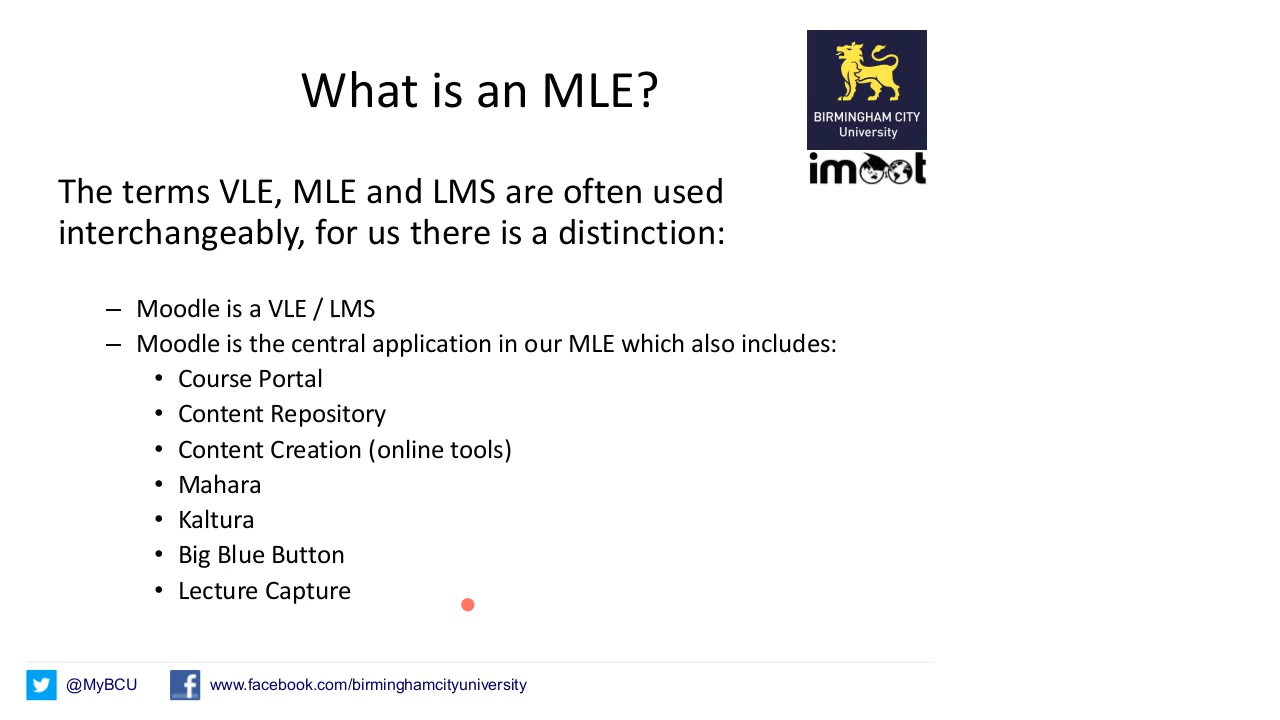 What is an MLE?
BIRMINGHAM CITY
University
imoot
The terms VLE, MLE and LMS are often used
interchangeably, for us there is a distinction:
– Moodle is a VLE / LMS
– Moodle is the central application in our MLE which also includes:
• Course Portal
• Content Repository
• Content Creation (online tools)
• Mahara
• Kaltura
• Big Blue Button
• Lecture Capture
@MyBCU www.facebook.com/birminghamcityuniversity